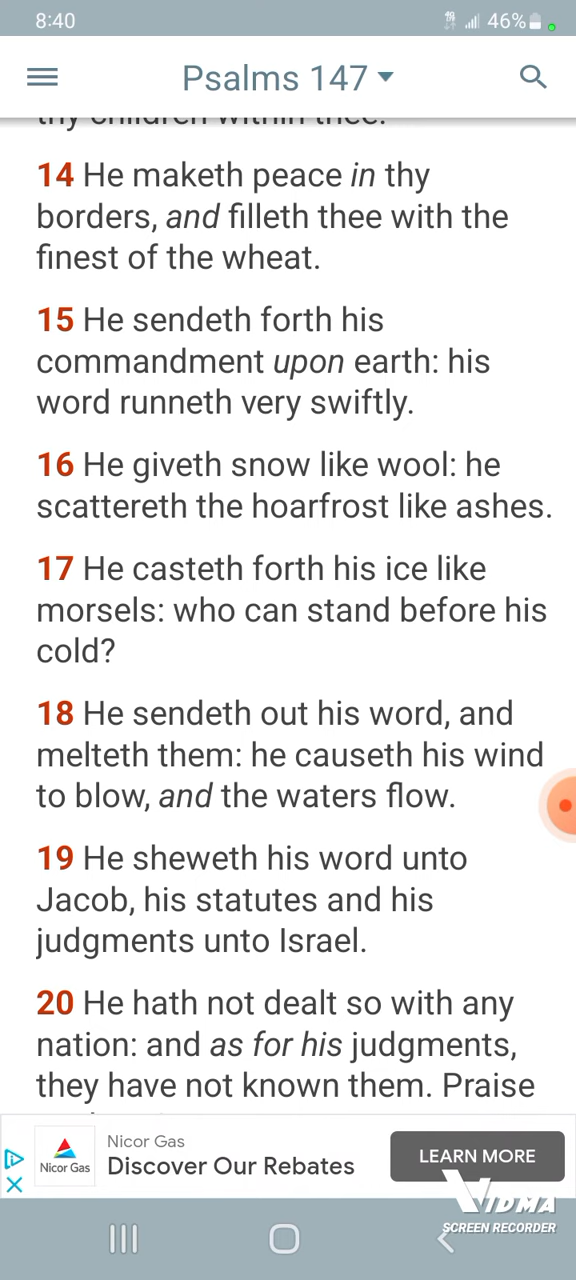 8:40 46%
Psalms 147
thy children within thee.
14 He maketh peace in thy
borders, and filleth thee with the
finest of the wheat.
15 He sendeth forth his
commandment upon earth: his
word runneth very swiftly.
16 He giveth snow like wool: he
scattereth the hoarfrost like ashes.
17 He casteth forth his ice like
morsels: who can stand before his
cold?
18 He sendeth out his word, and
melteth them: he causeth his wind
to blow, and the waters flow.
19 He sheweth his word unto
Jacob, his statutes and his
judgments unto Israel.
20 He hath not dealt so with any
nation: and as for his judgments,
they have not known them. Praise
Nicor Gas
Nicor Gas
Discover Our Rebates
LEARN MORE
VIDMA
SCREEN RECORDER